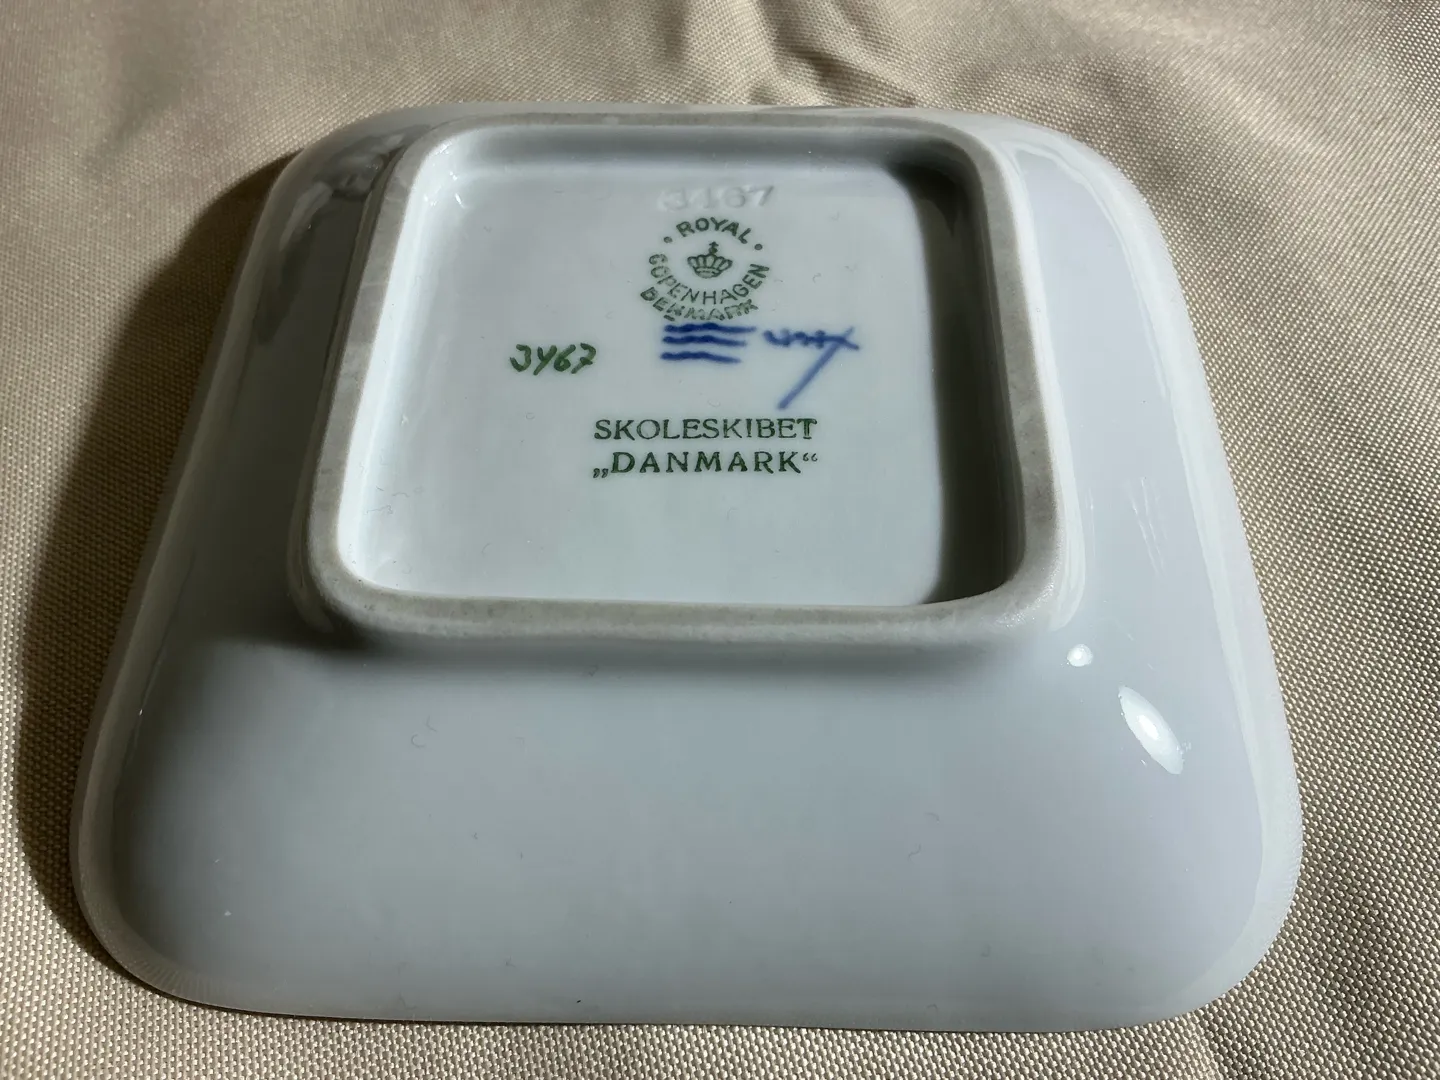 3467
ROYAL
COPENHAGEN
DENMARK
3467
SKOLESKIBET
„DANMARK“